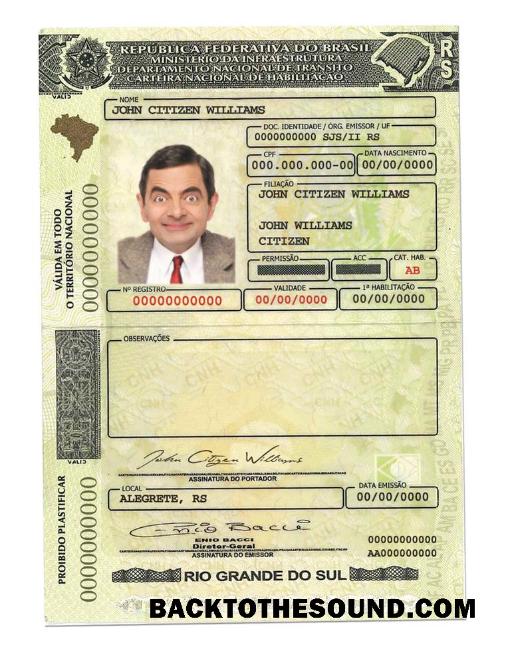 REPÚBLICA FEDERATIVA DO BRASIL
MINISTÉRIO DA INFRAESTRUTURA
DEPARTAMENTO NACIONAL DE TRÂNSITO
CARTEIRA NACIONAL DE HABILITAÇÃO
RS
VALID
NOME
JOHN CITIZEN WILLIAMS
DOC. IDENTIDADE / ÓRG. EMISSOR / UF
0000000000 SJS/II RS
CPF
000.000.000-00
DATA NASCIMENTO
00/00/0000
FILIAÇÃO
JOHN CITIZEN WILLIAMS
JOHN WILLIAMS
CITIZEN
PERMISSÃO
ACC
CAT. HAB.
AB
Nº REGISTRO
00000000000
VALIDADE
00/00/0000
1ª HABILITAÇÃO
00/00/0000
VÁLIDA EM TODO
O TERRITÓRIO NACIONAL
0000000000
OBSERVAÇÕES
VALID
John Citizen Williams
ASSINATURA DO PORTADOR
LOCAL
ALEGRETE, RS
DATA EMISSÃO
00/00/0000
PROIBIDO PLASTIFICAR
0000000000
Enio Bacci
ENIO BACCI
Diretor-Geral
ASSINATURA DO EMISSOR
00000000000
AA000000000
RIO GRANDE DO SUL
BACKTOTHESOUND.COM